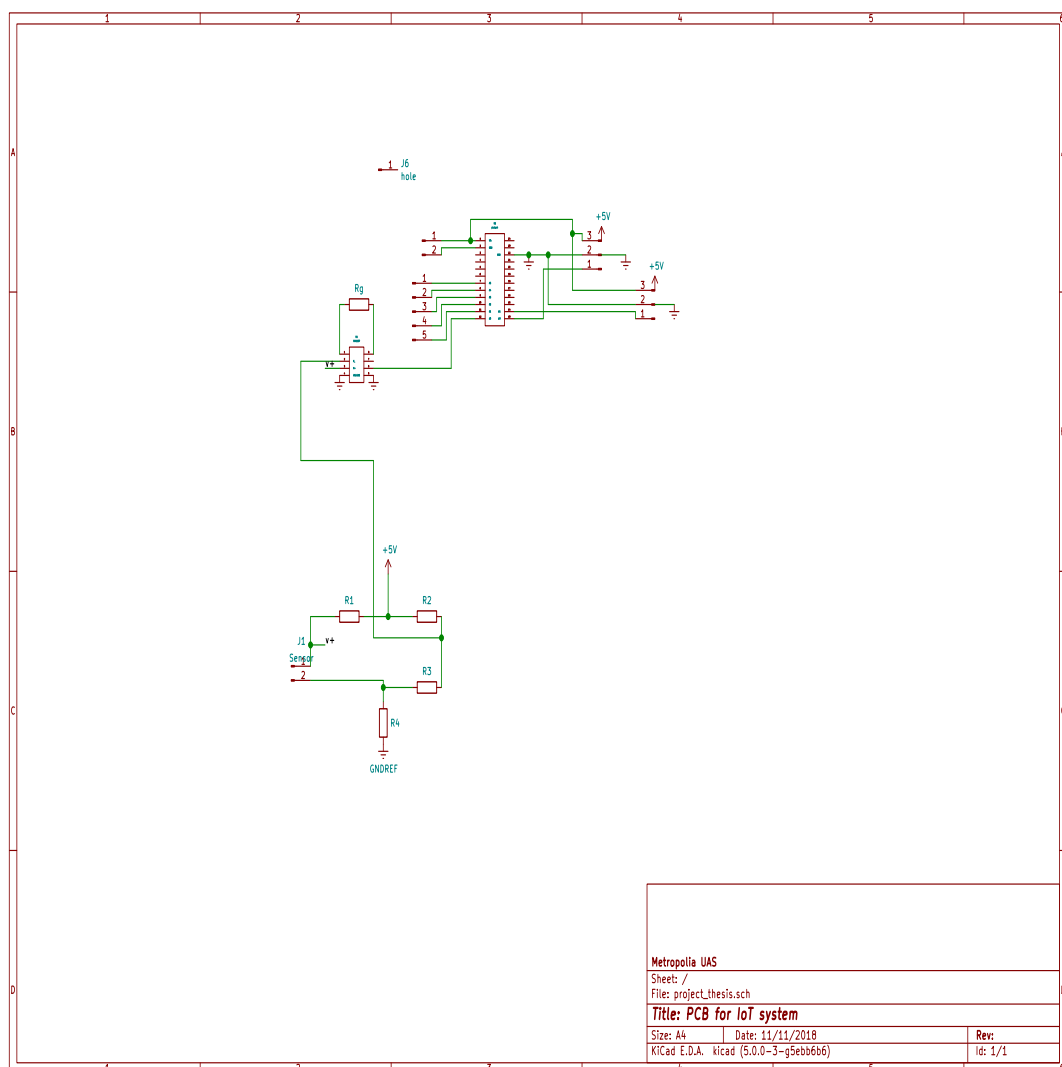 1 2 3 4 5 6
A
1 J6
hole
+5V
1 3
2 2
1
+5V
1 3
2 2
3 1
4
5
Rg
V+
B
+5V
R1 R2
J1 V+
Sensor
1
2
R3
C
R4
GNDREF
Metropolia UAS
D
Sheet: /
File: project_thesis.sch
Title: PCB for IoT system
Size: A4 Date: 11/11/2018 Rev:
KiCad E.D.A. kicad (5.0.0-3-g5ebb6b6) Id: 1/1